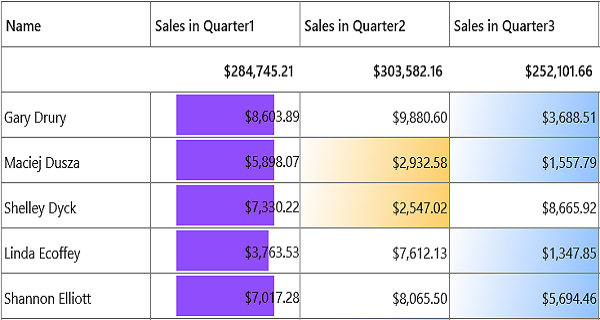 Name Sales in Quarter1 Sales in Quarter2 Sales in Quarter3
$284,745.21 $303,582.16 $252,101.66
Gary Drury $8,603.89 $9,880.60 $3,688.51
Maciej Dusza $5,898.07 $2,932.58 $1,557.79
Shelley Dyck $7,330.22 $2,547.02 $8,665.92
Linda Ecoffey $3,763.53 $7,612.13 $1,347.85
Shannon Elliott $7,017.28 $8,065.50 $5,694.46